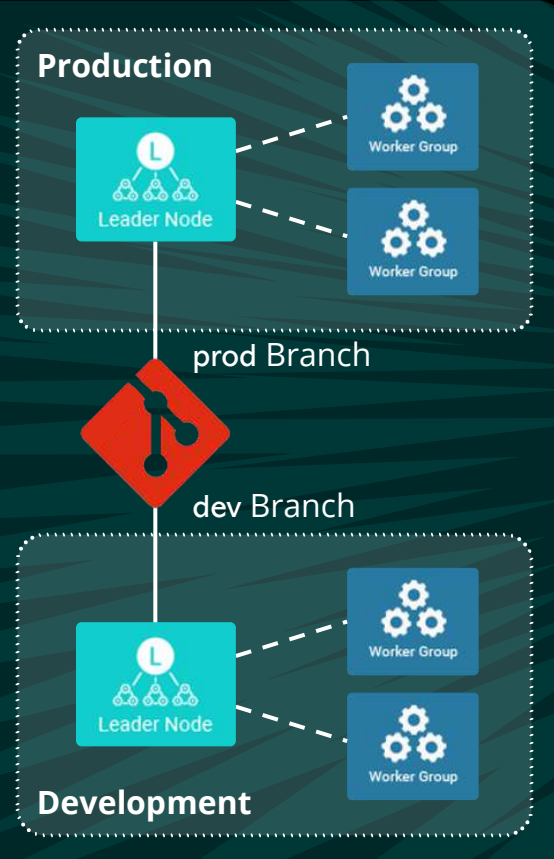 Production
L
Leader Node
Worker Group
Worker Group
prod Branch
dev Branch
L
Leader Node
Worker Group
Worker Group
Development